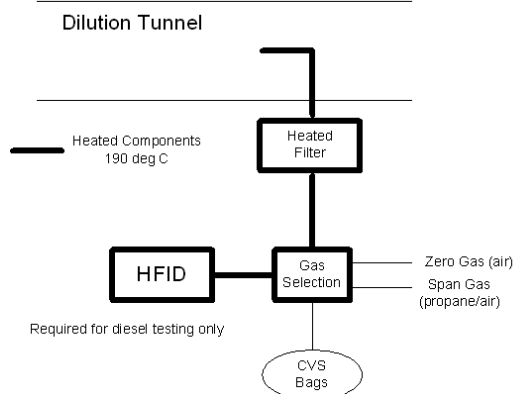 Dilution Tunnel
Heated Components
190 deg C
Heated
Filter
HFID
Gas
Selection
Zero Gas (air)
Span Gas
(propane/air)
Required for diesel testing only
CVS
Bags